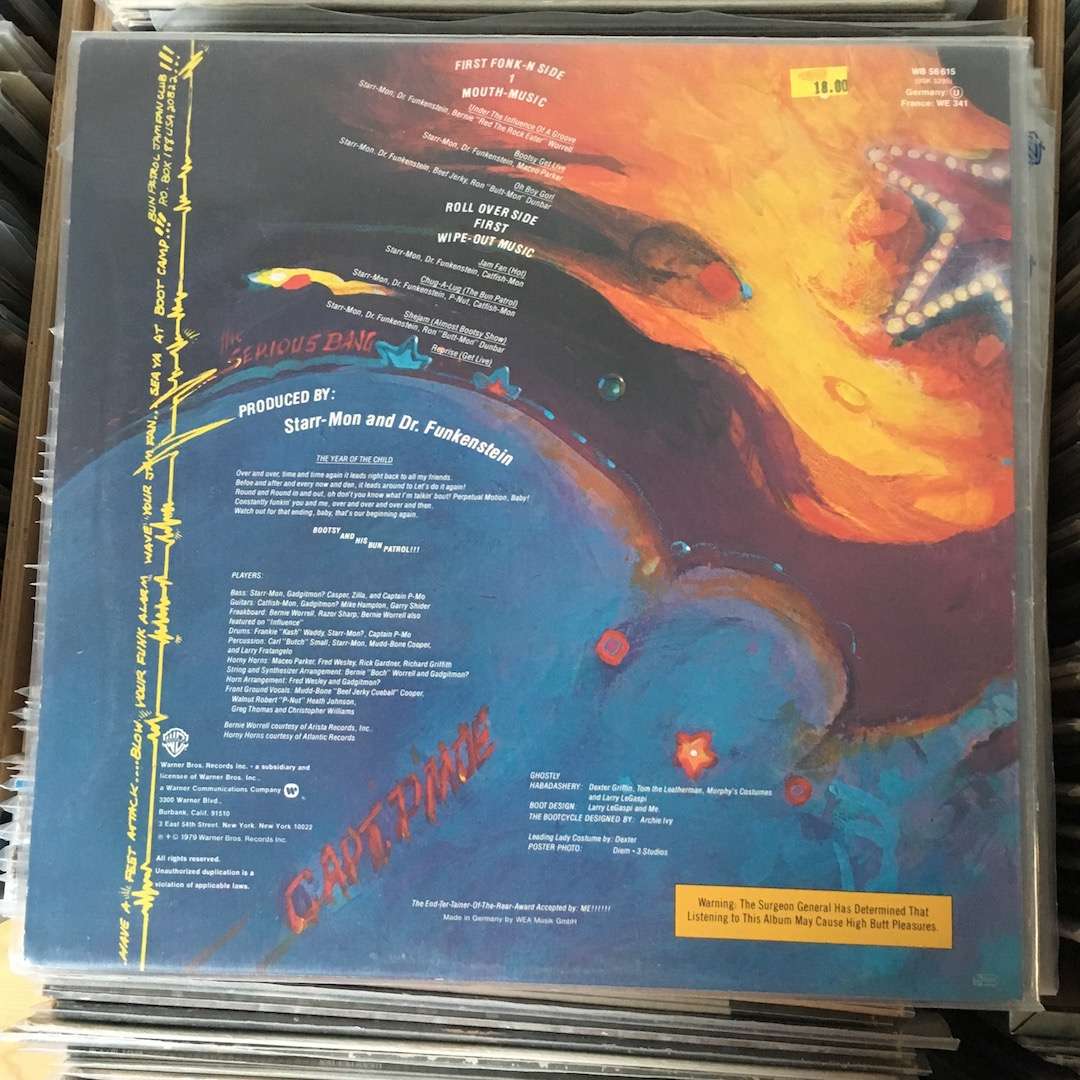 FIRST FONK-N SIDE
1
MOUTH-MUSIC
Under The Influence Of A Groove
Starr-Mon, Dr. Funkenstein, Bernie "Red The Rock Eater" Worrell
Bootsy Get Live
Starr-Mon, Dr. Funkenstein, Maceo Parker
Oh Boy Gorl
Starr-Mon, Dr. Funkenstein, Beef Jerky, Ron "Butt-Mon" Dunbar
ROLL OVER SIDE
FIRST
WIPE-OUT MUSIC
Jam Fan (Hot)
Starr-Mon, Dr. Funkenstein, Catfish-Mon
Chug-A-Lug (The Bun Patrol)
Starr-Mon, Dr. Funkenstein, P-Nut, Catfish-Mon
Shejam (Almost Bootsy Show)
Starr-Mon, Dr. Funkenstein, Ron "Butt-Mon" Dunbar
Reprise (Get Live)
18.00
WB 56 615
Germany: U
France: WE 341
HAVE A FEET ATTACK.....BLOW YOUR FUNK ALARM WAVE YOUR JAM FAN... SEA YA AT BOOT CAMP...!!!
BUN PATROL JAM FAN CLUB!!!
P.O. BOX 188 USA 20822
the SERIOUS BANG
PRODUCED BY:
Starr-Mon and Dr. Funkenstein
THE YEAR OF THE CHILD
Over and over, time and time again it leads right back to all my friends.
Befoe and after and every now and den, it leads around to Let's do it again!
Round and Round in and out, oh don't you know what I'm talkin' bout! Perpetual Motion, Baby!
Constantly funkin' you and me, over and over and over and then.
Watch out for that ending, baby, that's our beginning again.
BOOTSY AND HIS BUN PATROL!!!
PLAYERS:
Bass: Starr-Mon, Gadgitmon? Casper, Zilla, and Captain P-Mo
Guitars: Catfish-Mon, Gadgitmon? Mike Hampton, Garry Shider
Freakboard: Bernie Worrell, Razor Sharp, Bernie Worrell also
featured on "Influence"
Drums: Frankie "Kash" Waddy, Starr-Mon?, Captain P-Mo
Percussion: Carl "Butch" Small, Starr-Mon, Mudd-Bone Cooper,
and Larry Fratangelo
Horny Horns: Maceo Parker, Fred Wesley, Rick Gardner, Richard Griffith
String and Synthesizer Arrangement: Bernie "Boch" Worrell and Gadgitmon?
Horn Arrangement: Fred Wesley and Gadgitmon?
Front Ground Vocals: Mudd-Bone "Beef Jerky Cueball" Cooper,
Walnut Robert "P-Nut" Heath Johnson,
Greg Thomas and Christopher Williams
Bernie Worrell courtesy of Arista Records, Inc.
Horny Horns courtesy of Atlantic Records
Warner Bros. Records Inc. - a subsidiary and
licensee of Warner Bros. Inc.,
a Warner Communications Company
3300 Warner Blvd.,
Burbank, Calif. 91510
3 East 54th Street, New York, New York 10022
℗ + © 1979 Warner Bros. Records Inc.
All rights reserved.
Unauthorized duplication is a
violation of applicable laws.
CAPT. P. MOE
GHOSTLY
HABADASHERY: Dexter Griffin, Tom the Leatherman, Murphy's Costumes
and Larry LeGaspi
BOOT DESIGN: Larry LeGaspi and Me.
THE BOOTCYCLE DESIGNED BY: Archie Ivy
Leading Lady Costume by: Dexter
POSTER PHOTO: Diem - 3 Studios
The End-Ter-Tainer-Of-The-Rear-Award Accepted by: ME!!!!!!
Made in Germany by WEA Musik GmbH
Warning: The Surgeon General Has Determined That
Listening to This Album May Cause High Butt Pleasures.